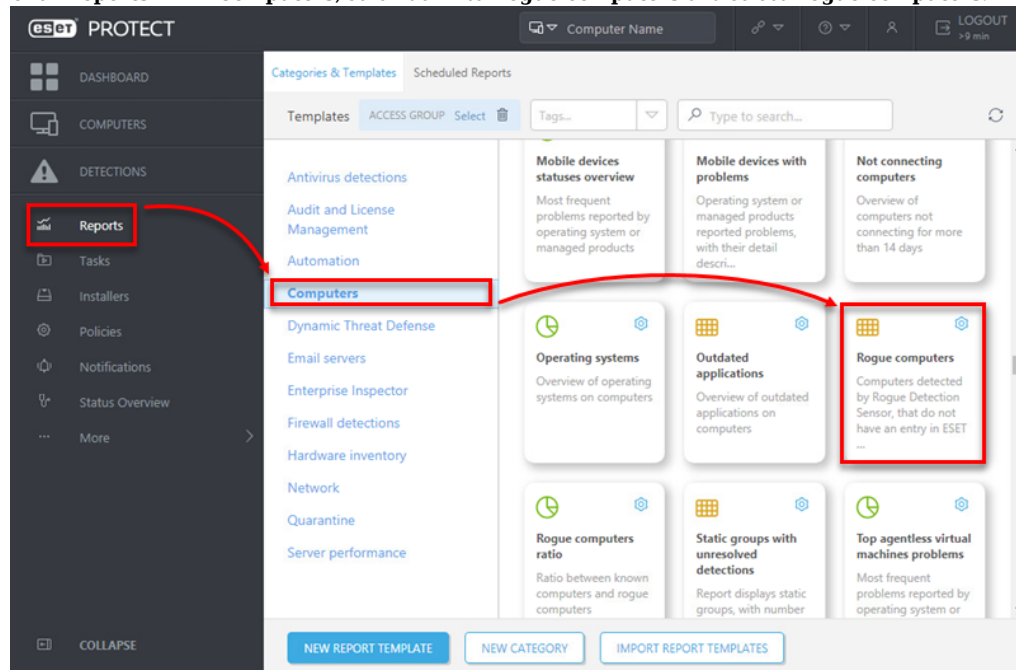 eset PROTECT
Computer Name
LOGOUT
>9 min
DASHBOARD
COMPUTERS
DETECTIONS
Reports
Tasks
Installers
Policies
Notifications
Status Overview
More
COLLAPSE
Categories & Templates
Scheduled Reports
Templates
ACCESS GROUP Select
Tags...
Type to search...
Antivirus detections
Audit and License
Management
Automation
Computers
Dynamic Threat Defense
Email servers
Enterprise Inspector
Firewall detections
Hardware inventory
Network
Quarantine
Server performance
Mobile devices
statuses overview
Most frequent
problems reported by
operating system or
managed products
Mobile devices with
problems
Operating system or
managed products
reported problems,
with their detail
descri...
Not connecting
computers
Overview of
computers not
connecting for more
than 14 days
Operating systems
Overview of operating
systems on computers
Outdated
applications
Overview of outdated
applications on
computers
Rogue computers
Computers detected
by Rogue Detection
Sensor, that do not
have an entry in ESET
...
Rogue computers
ratio
Ratio between known
computers and rogue
computers
Static groups with
unresolved
detections
Report displays static
groups, with number
Top agentless virtual
machines problems
Most frequent
problems reported by
operating system or
NEW REPORT TEMPLATE
NEW CATEGORY
IMPORT REPORT TEMPLATES